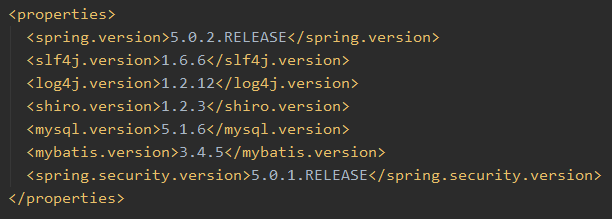 <properties>
<spring.version>5.0.2.RELEASE</spring.version>
<slf4j.version>1.6.6</slf4j.version>
<log4j.version>1.2.12</log4j.version>
<shiro.version>1.2.3</shiro.version>
<mysql.version>5.1.6</mysql.version>
<mybatis.version>3.4.5</mybatis.version>
<spring.security.version>5.0.1.RELEASE</spring.security.version>
</properties>